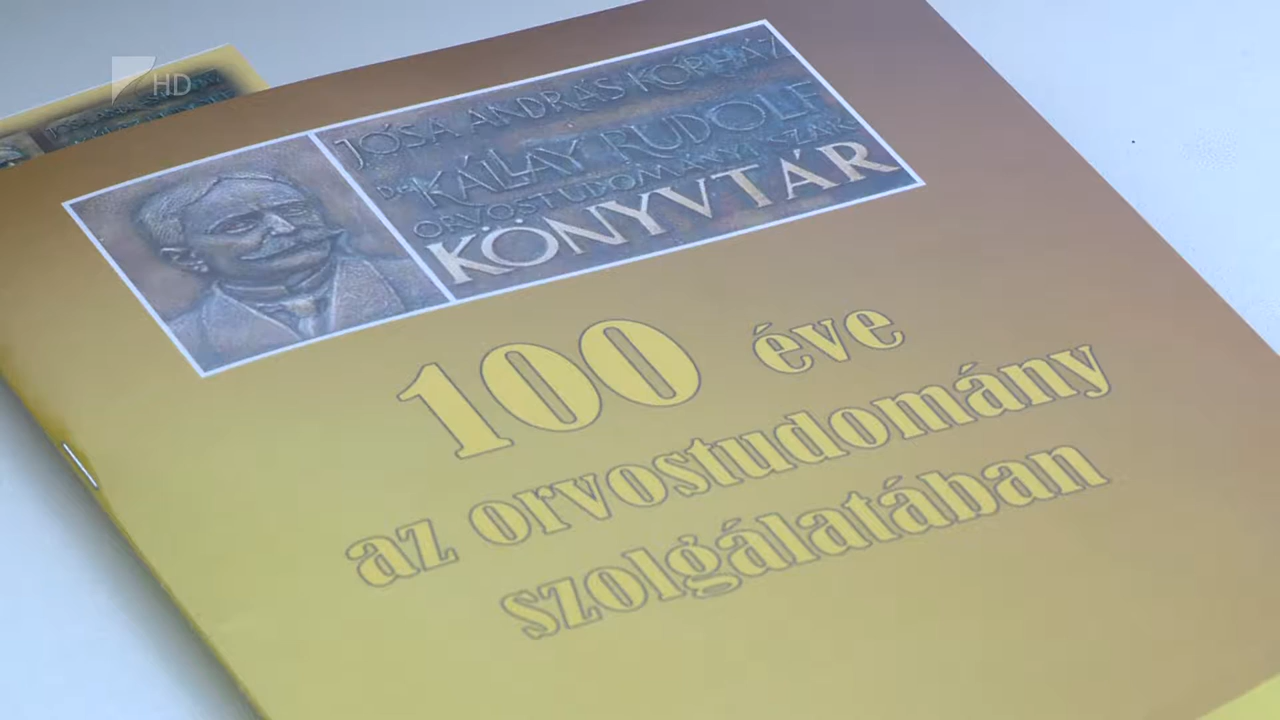 HD
JÓSA ANDRÁS KÓRHÁZ
DR. KÁLLAY RUDOLF
ORVOSTUDOMÁNYI SZAK
KÖNYVTÁR
100 éve
az orvostudomány
szolgálatában